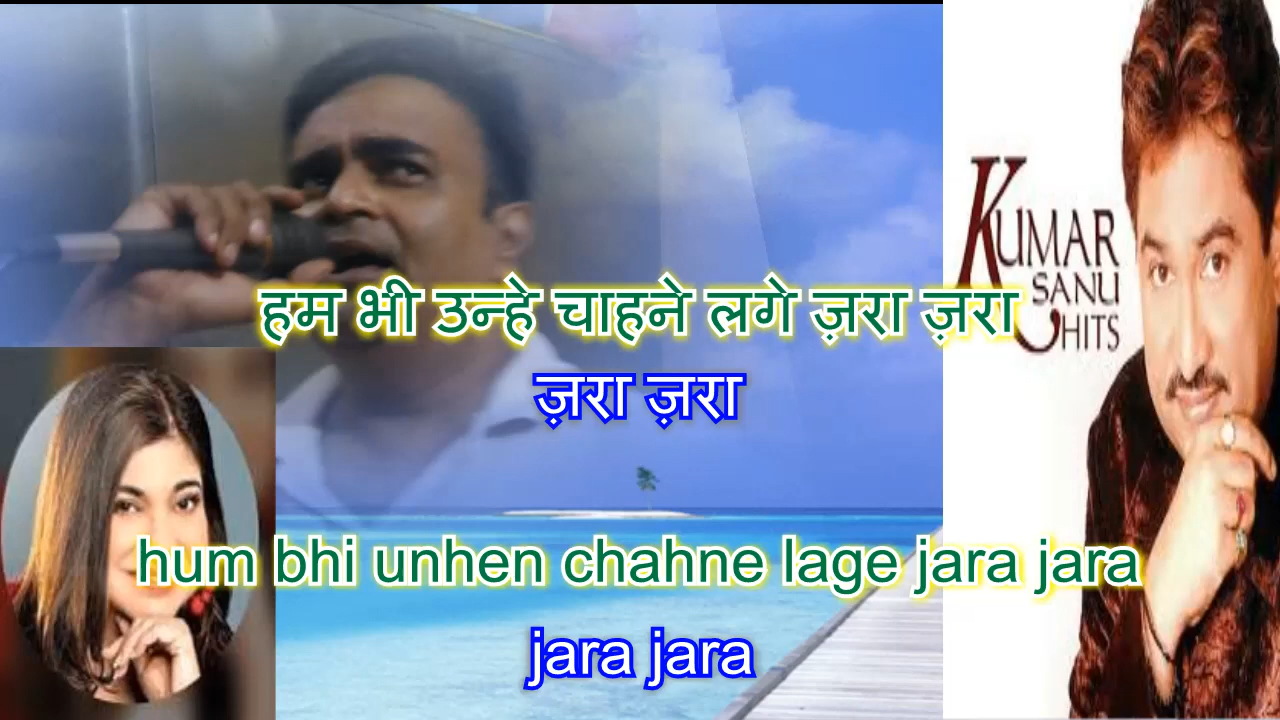 हम भी उन्हे चाहने लगे ज़रा ज़रा
ज़रा ज़रा
hum bhi unhen chahne lage jara jara
jara jara
KUMAR
SANU
HITS